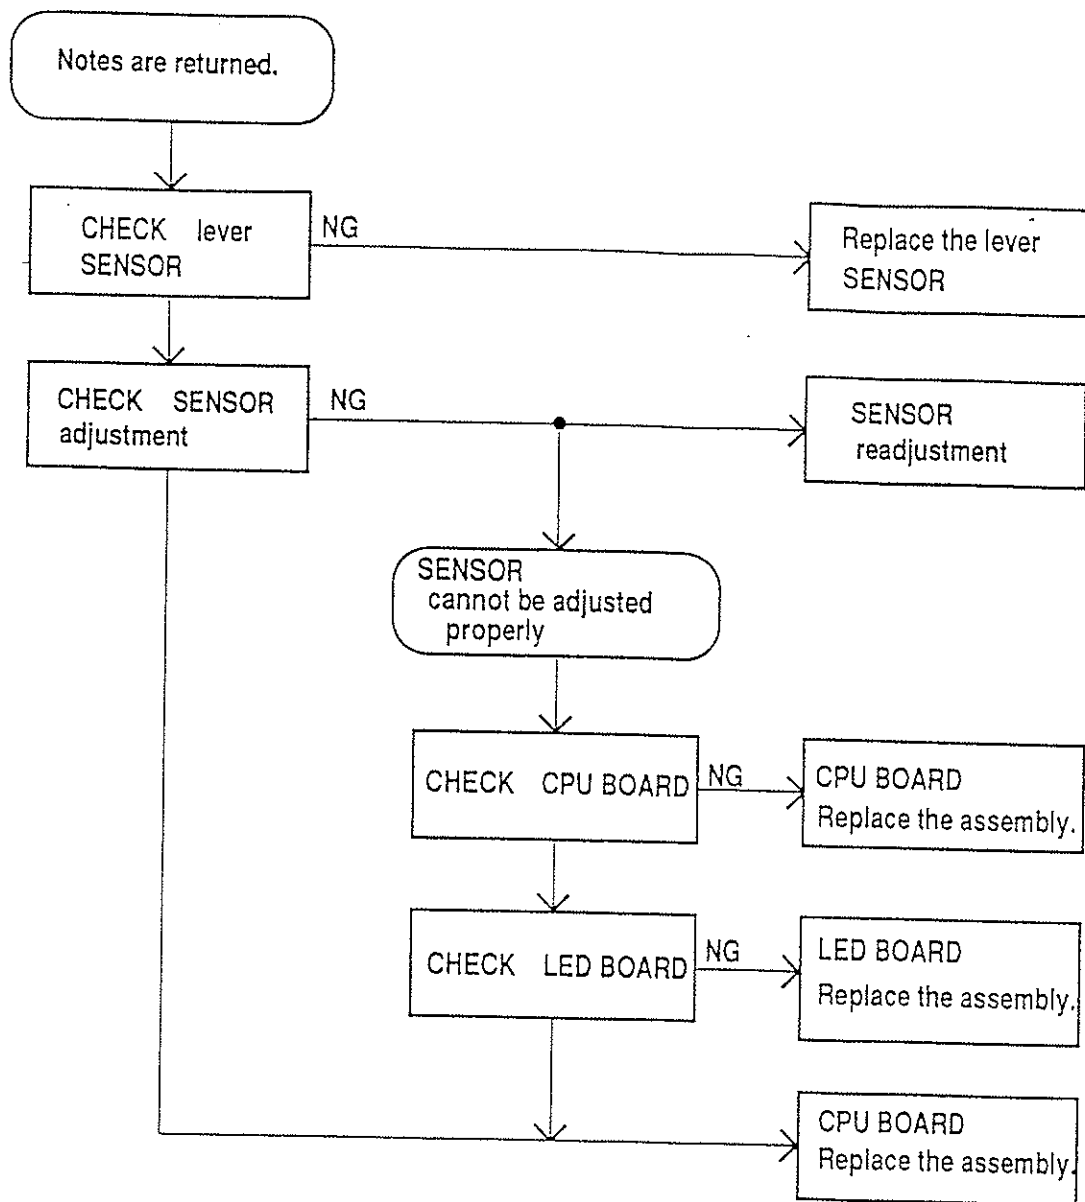 Notes are returned.
CHECK lever
SENSOR
NG
Replace the lever
SENSOR
CHECK SENSOR
adjustment
NG
SENSOR
readjustment
SENSOR
cannot be adjusted
properly
CHECK CPU BOARD
NG
CPU BOARD
Replace the assembly.
CHECK LED BOARD
NG
LED BOARD
Replace the assembly.
CPU BOARD
Replace the assembly.